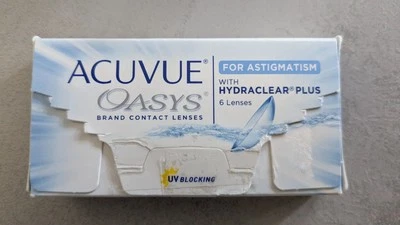 ACUVUE®
OASYS®
BRAND CONTACT LENSES
FOR ASTIGMATISM
WITH
HYDRACLEAR® PLUS
6 Lenses
UV BLOCKING